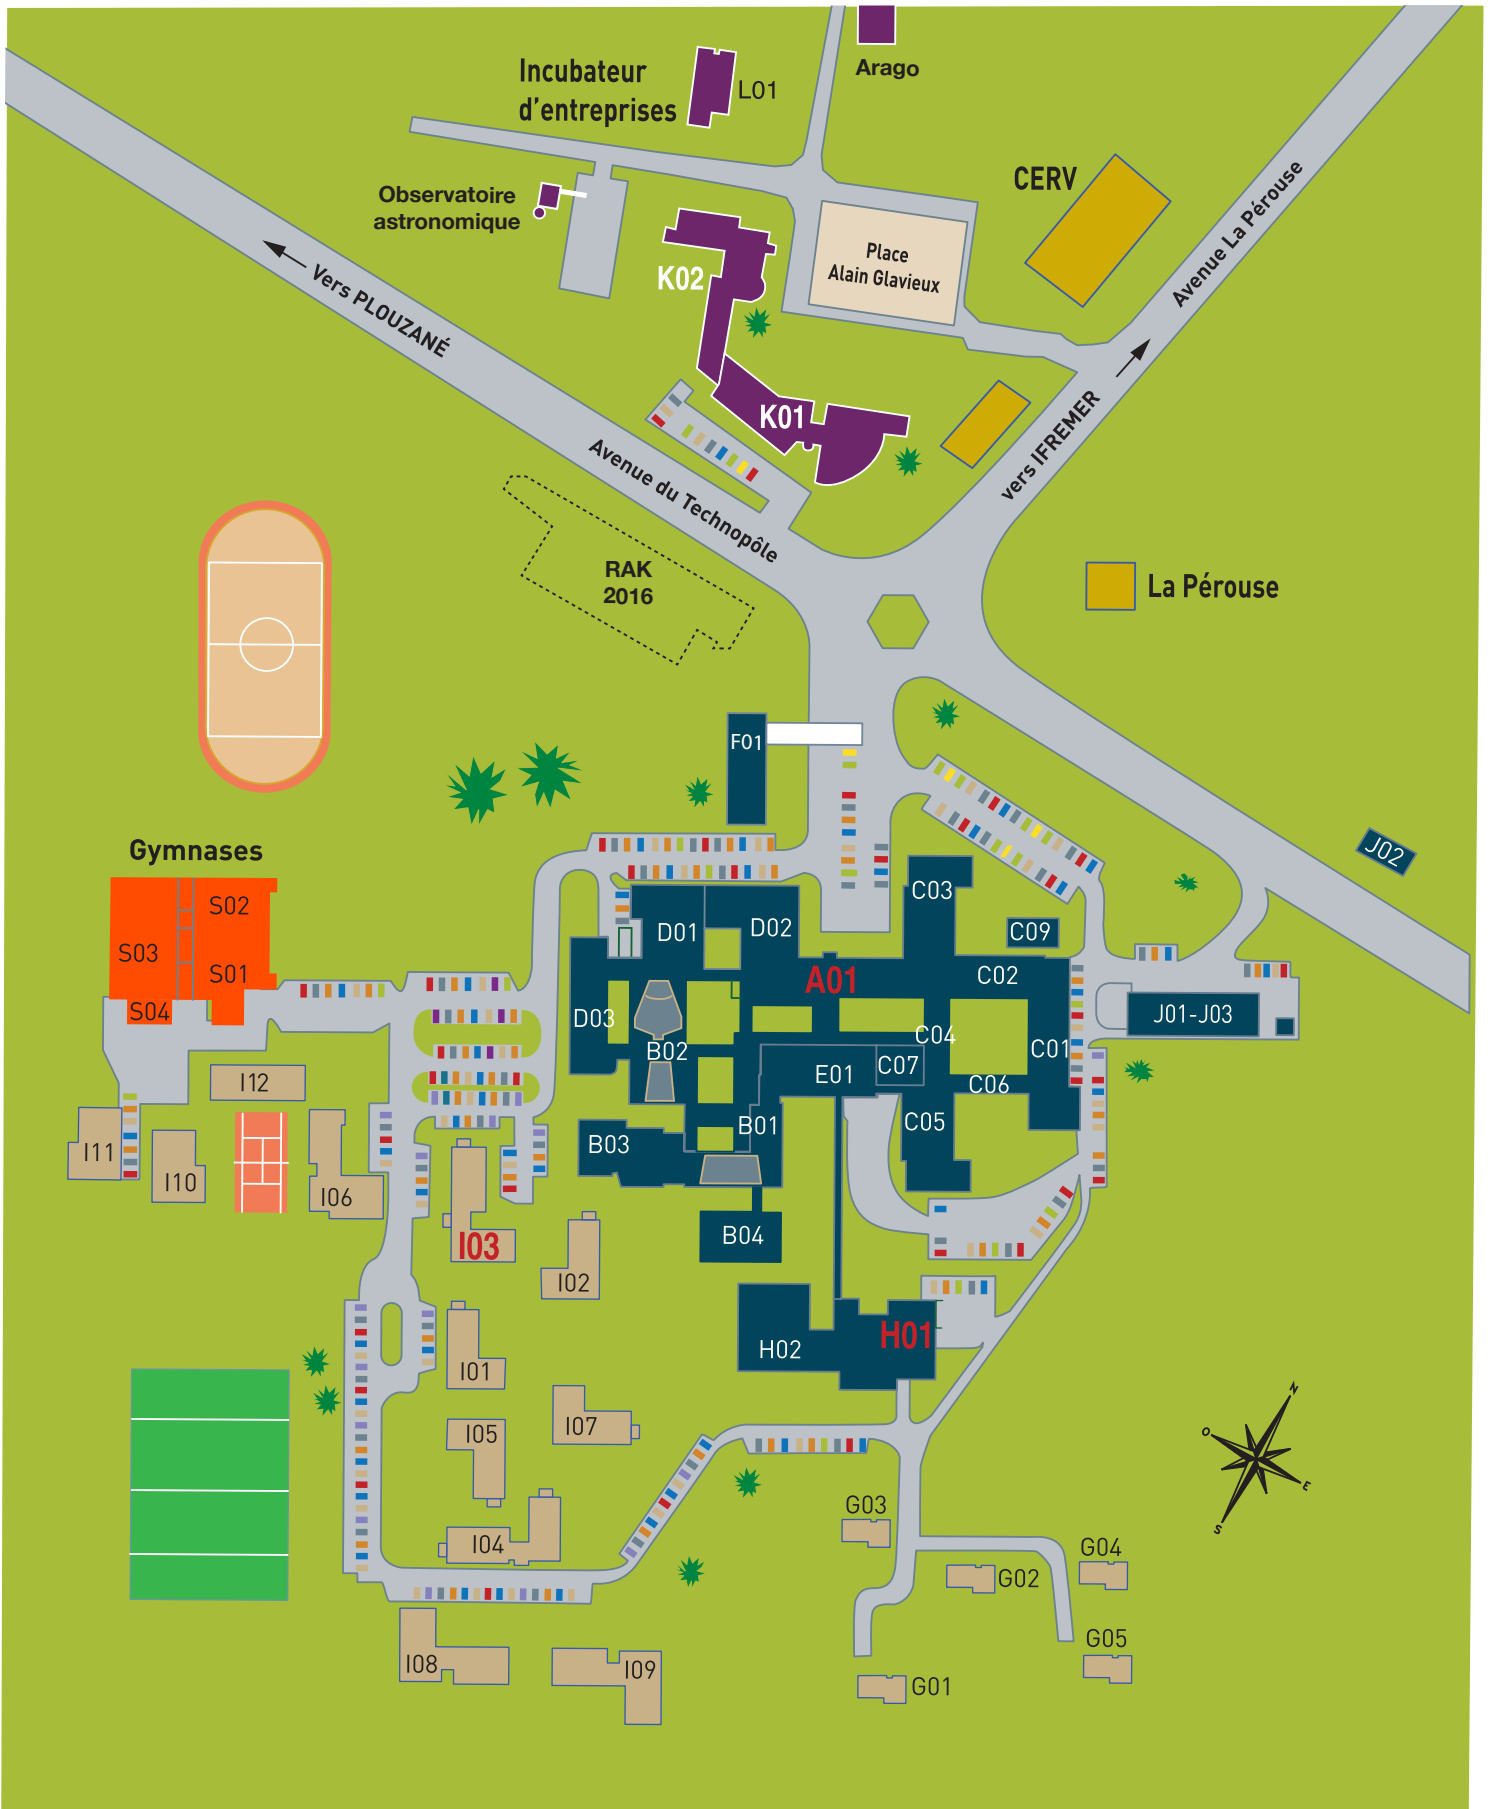 Arago
Incubateur
d'entreprises
L01
CERV
Observatoire
astronomique
Avenue La Pérouse
Place
Alain Glavieux
K02
Vers PLOUZANÉ
K01
vers IFREMER
Avenue du Technopôle
RAK
2016
La Pérouse
F01
J02
Gymnases
C03
S02
D01
D02
C09
S03
S01
A01
C02
S04
D03
J01-J03
C04
B02
C01
C07
E01
I12
C06
C05
B01
B03
I11
I10
I06
B04
I03
I02
H01
H02
I01
N
I07
I05
O
E
G03
S
I04
G04
G02
G05
I08
I09
G01